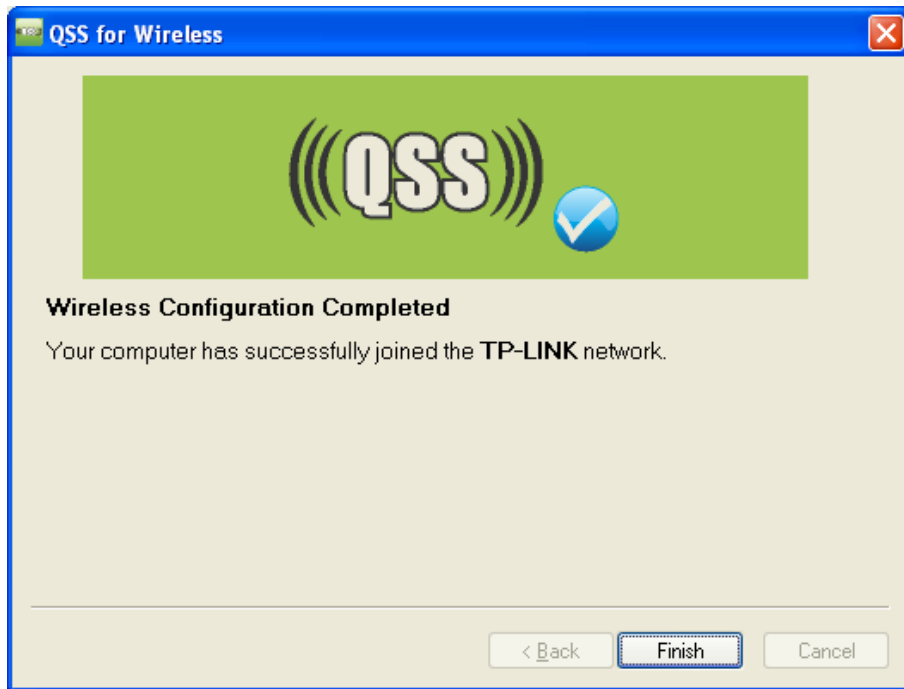 QSS for Wireless
(((QSS)))
Wireless Configuration Completed
Your computer has successfully joined the TP-LINK network.
< Back Finish Cancel